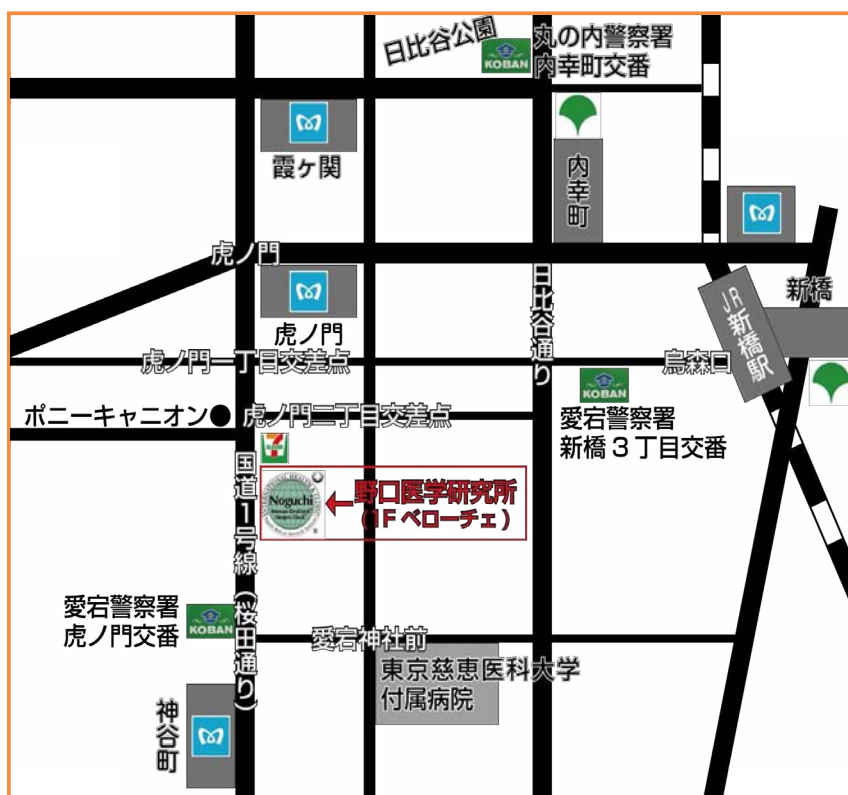 日比谷公園
KOBAN
丸の内警察署
内幸町交番
霞ヶ関
内幸町
虎ノ門
虎ノ門
日比谷通り
新橋
JR新橋駅
虎ノ門一丁目交差点
烏森口
KOBAN
愛宕警察署
新橋3丁目交番
ポニーキャニオン●
虎ノ門二丁目交差点
国道1号線(桜田通り)
Noguchi
←野口医学研究所
(1Fベローチェ)
愛宕警察署
虎ノ門交番
KOBAN
愛宕神社前
東京慈恵医科大学
付属病院
神谷町